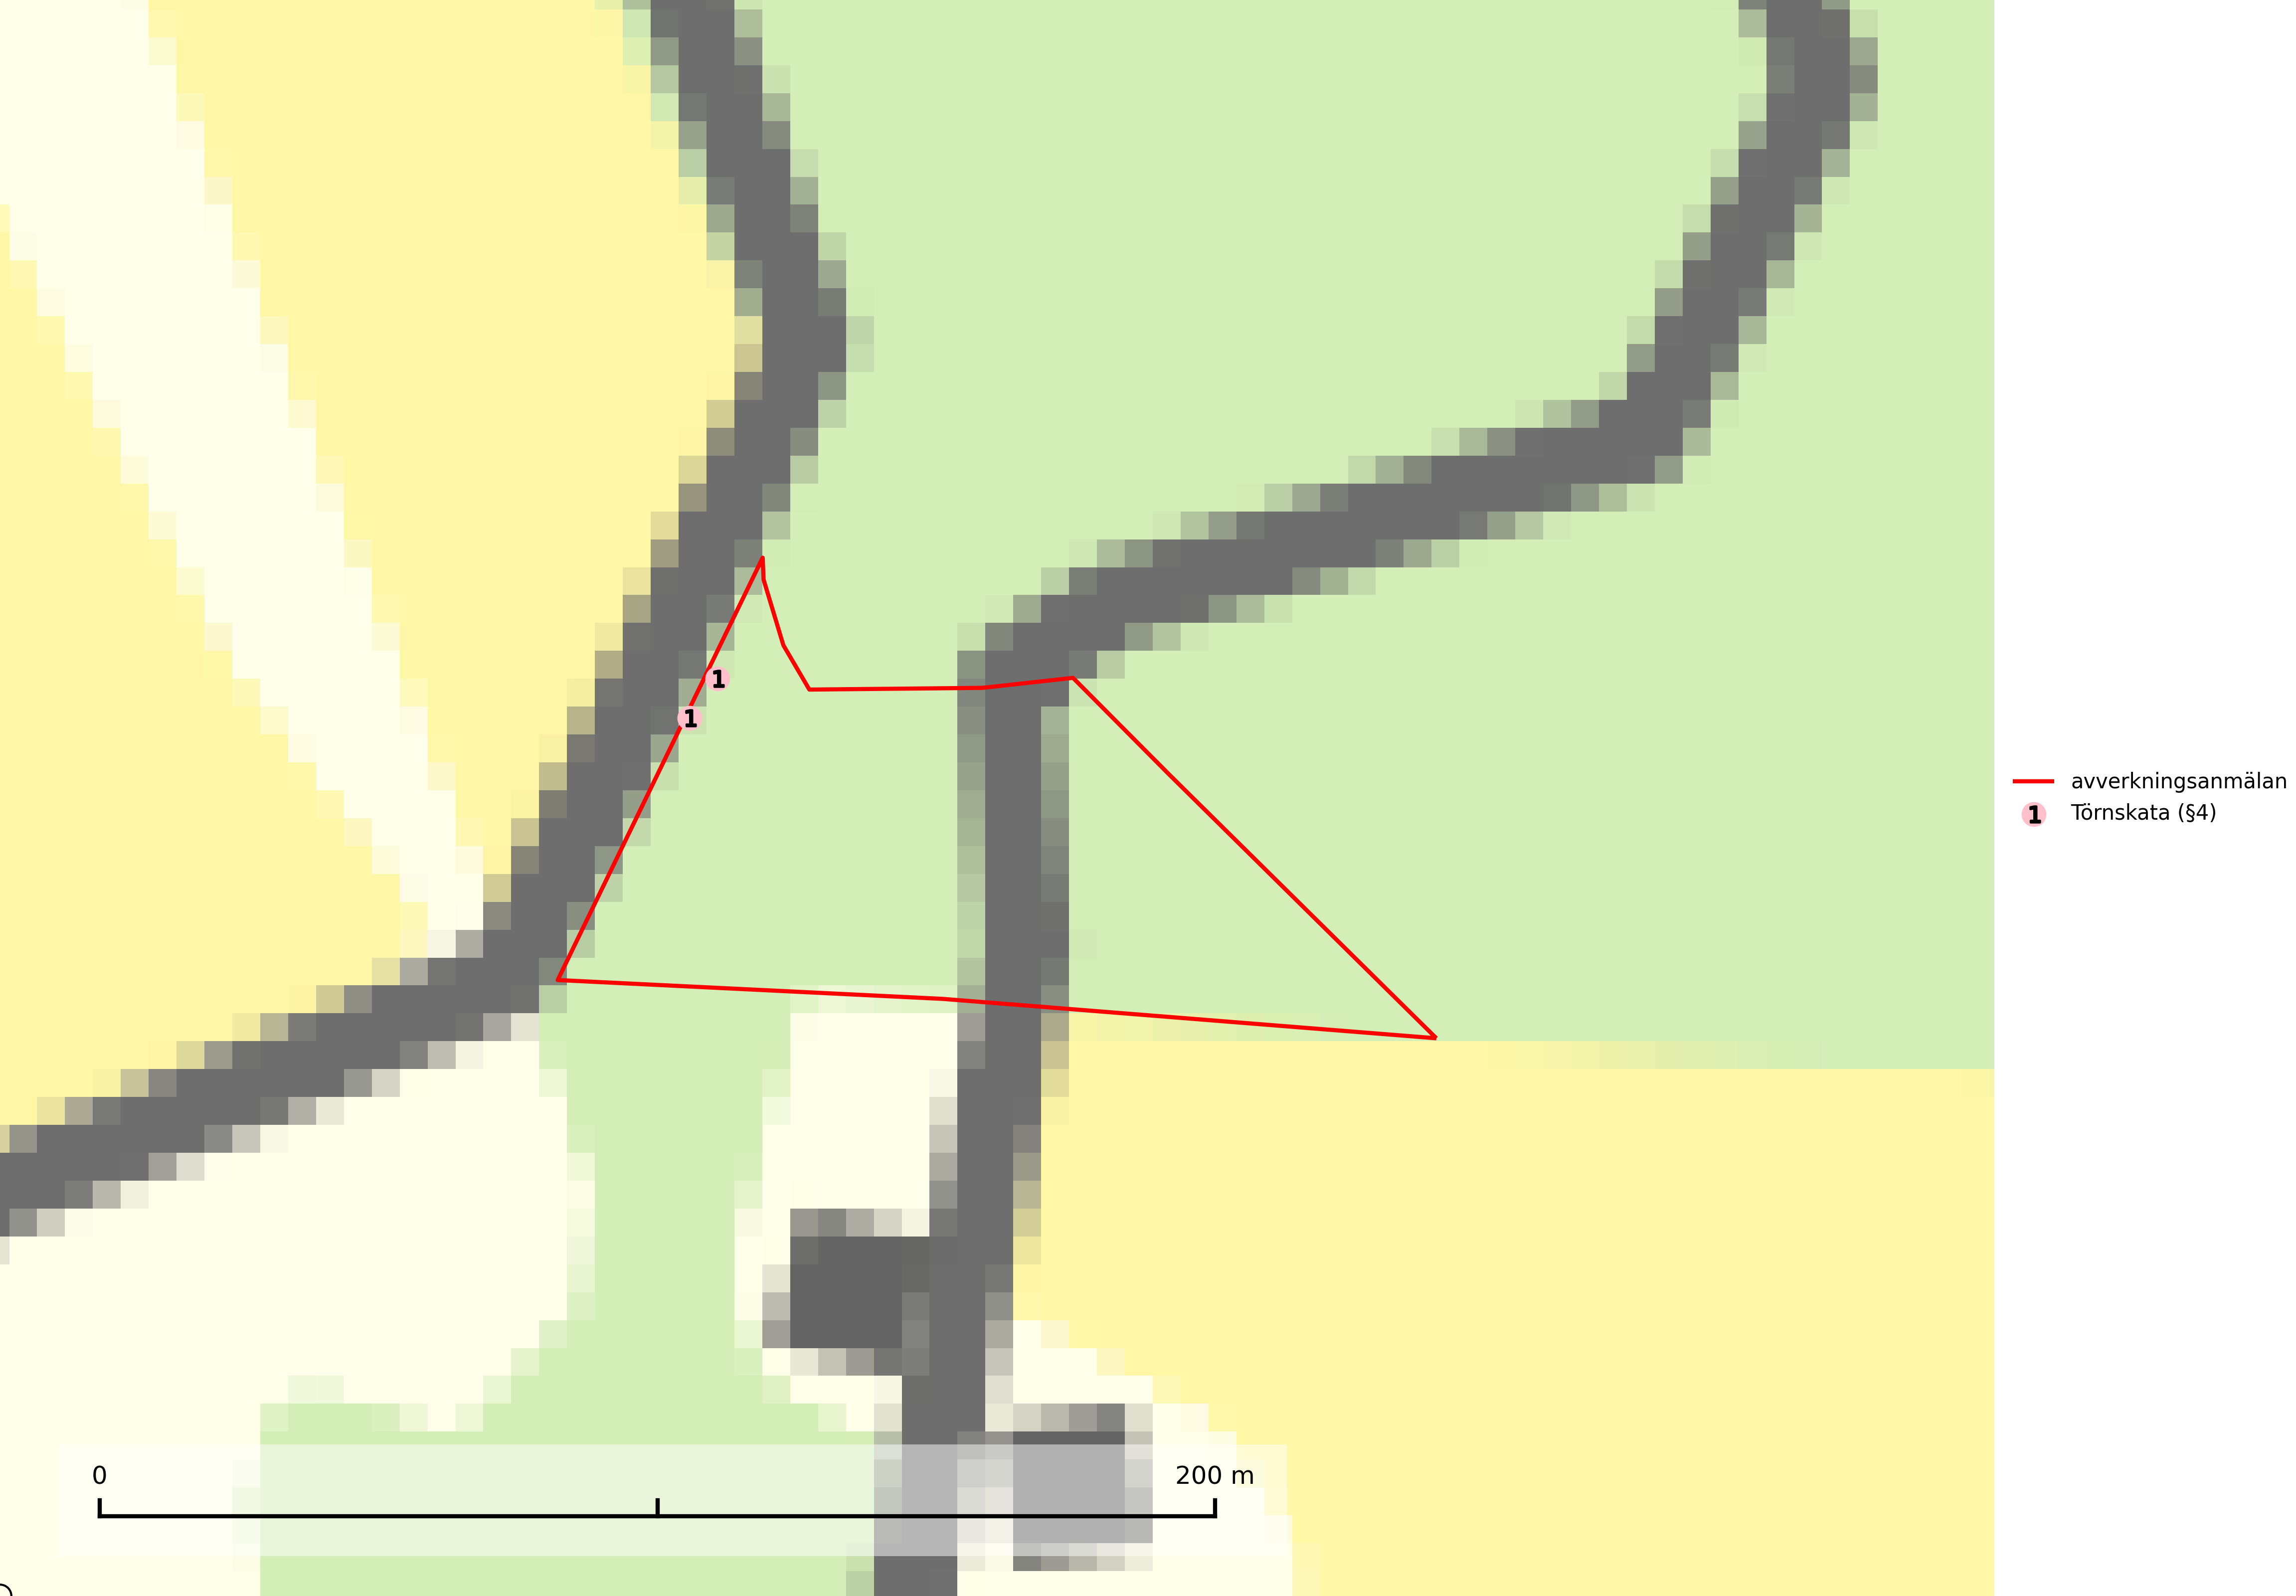 1
1
avverkningsanmälan
1 Törnskata (§4)
0 200 m